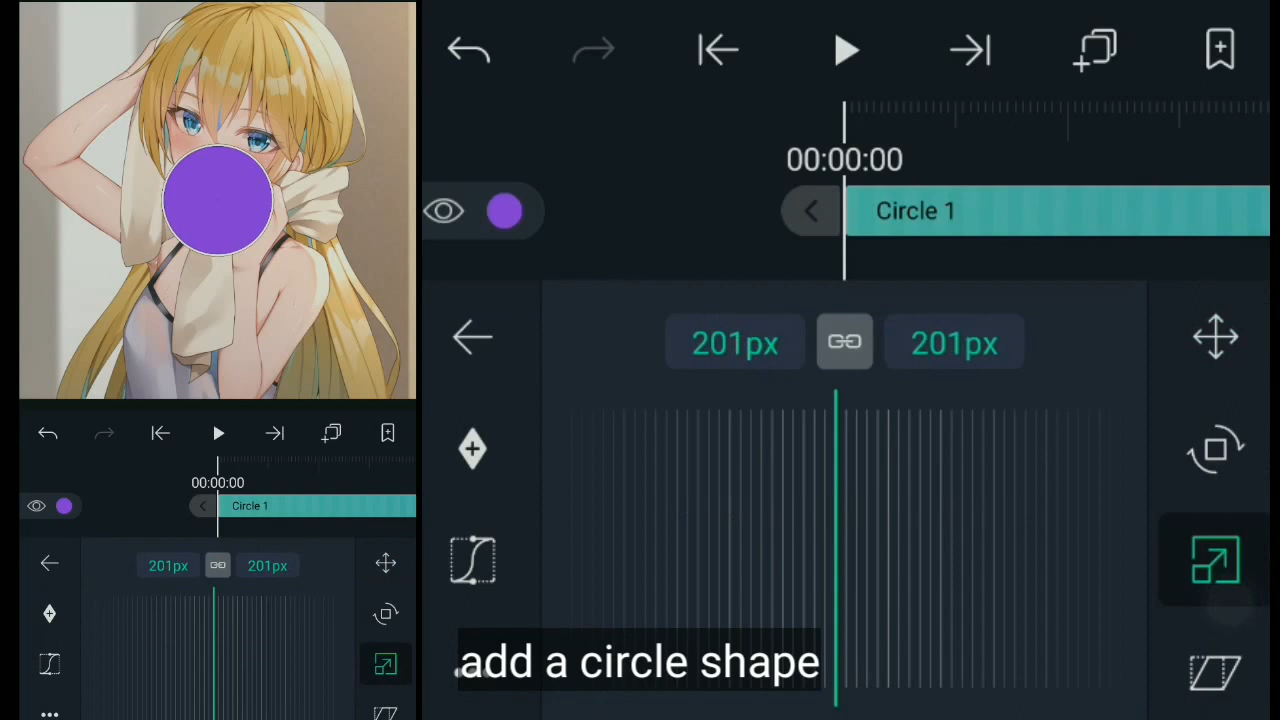 00:00:00
Circle 1
201px
201px
00:00:00
Circle 1
201px
201px
add a circle shape